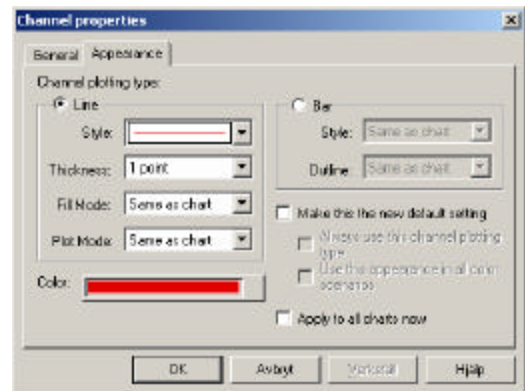 Channel properties
General Appearance
Channel plotting type:
Line
Style:
Thickness: 1 point
Fill Mode: Same as chart
Plot Mode: Same as chart
Color:
Bar
Style: Same as chart
Outline: Same as chart
Make this the new default setting
Always use this channel plotting
type
Use this appearance in all color
scenarios
Apply to all charts now
OK Avbryt Verkställ Hjälp